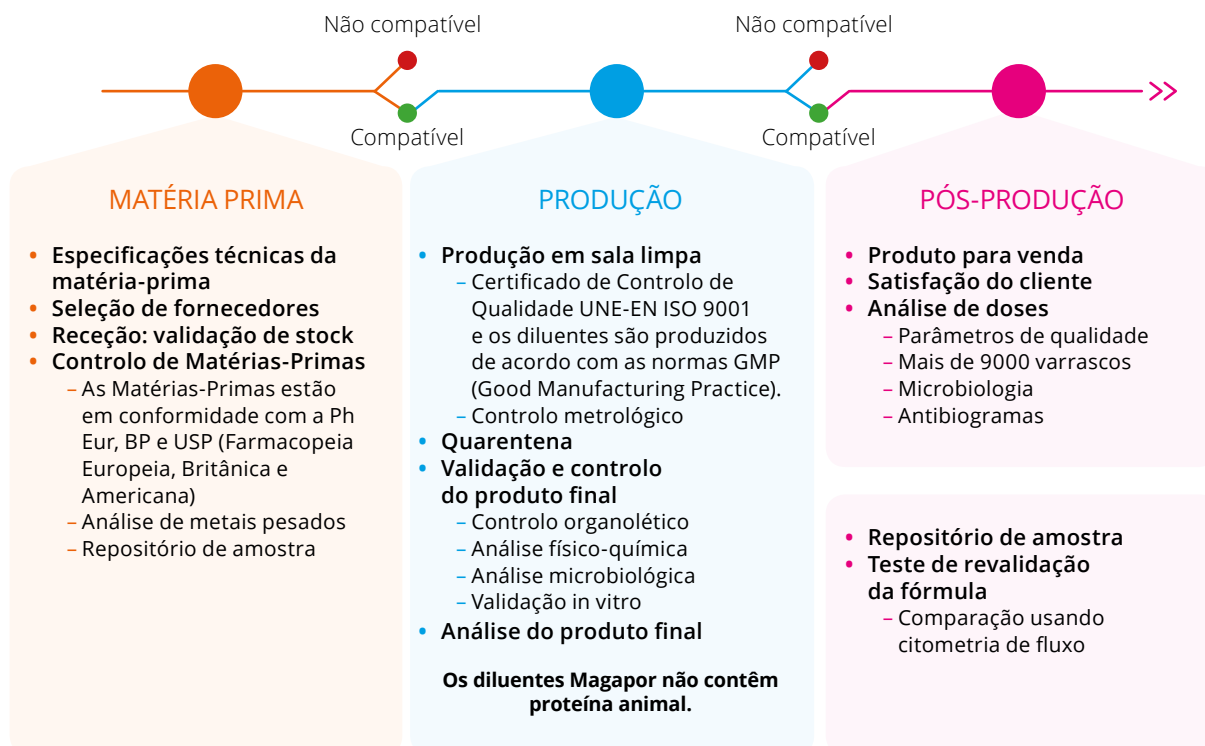 Não compatível
Não compatível
Compatível
Compatível
MATÉRIA PRIMA
• Especificações técnicas da
matéria-prima
• Seleção de fornecedores
• Receção: validação de stock
• Controlo de Matérias-Primas
– As Matérias-Primas estão
em conformidade com a Ph
Eur, BP e USP (Farmacopeia
Europeia, Britânica e
Americana)
– Análise de metais pesados
– Repositório de amostra
PRODUÇÃO
• Produção em sala limpa
– Certificado de Controlo de
Qualidade UNE-EN ISO 9001
e os diluentes são produzidos
de acordo com as normas GMP
(Good Manufacturing Practice).
– Controlo metrológico
• Quarentena
• Validação e controlo
do produto final
– Controlo organolético
– Análise físico-química
– Análise microbiológica
– Validação in vitro
• Análise do produto final
Os diluentes Magapor não contêm
proteína animal.
PÓS-PRODUÇÃO
• Produto para venda
• Satisfação do cliente
• Análise de doses
– Parâmetros de qualidade
– Mais de 9000 varrascos
– Microbiologia
– Antibiogramas
• Repositório de amostra
• Teste de revalidação
da fórmula
– Comparação usando
citometria de fluxo